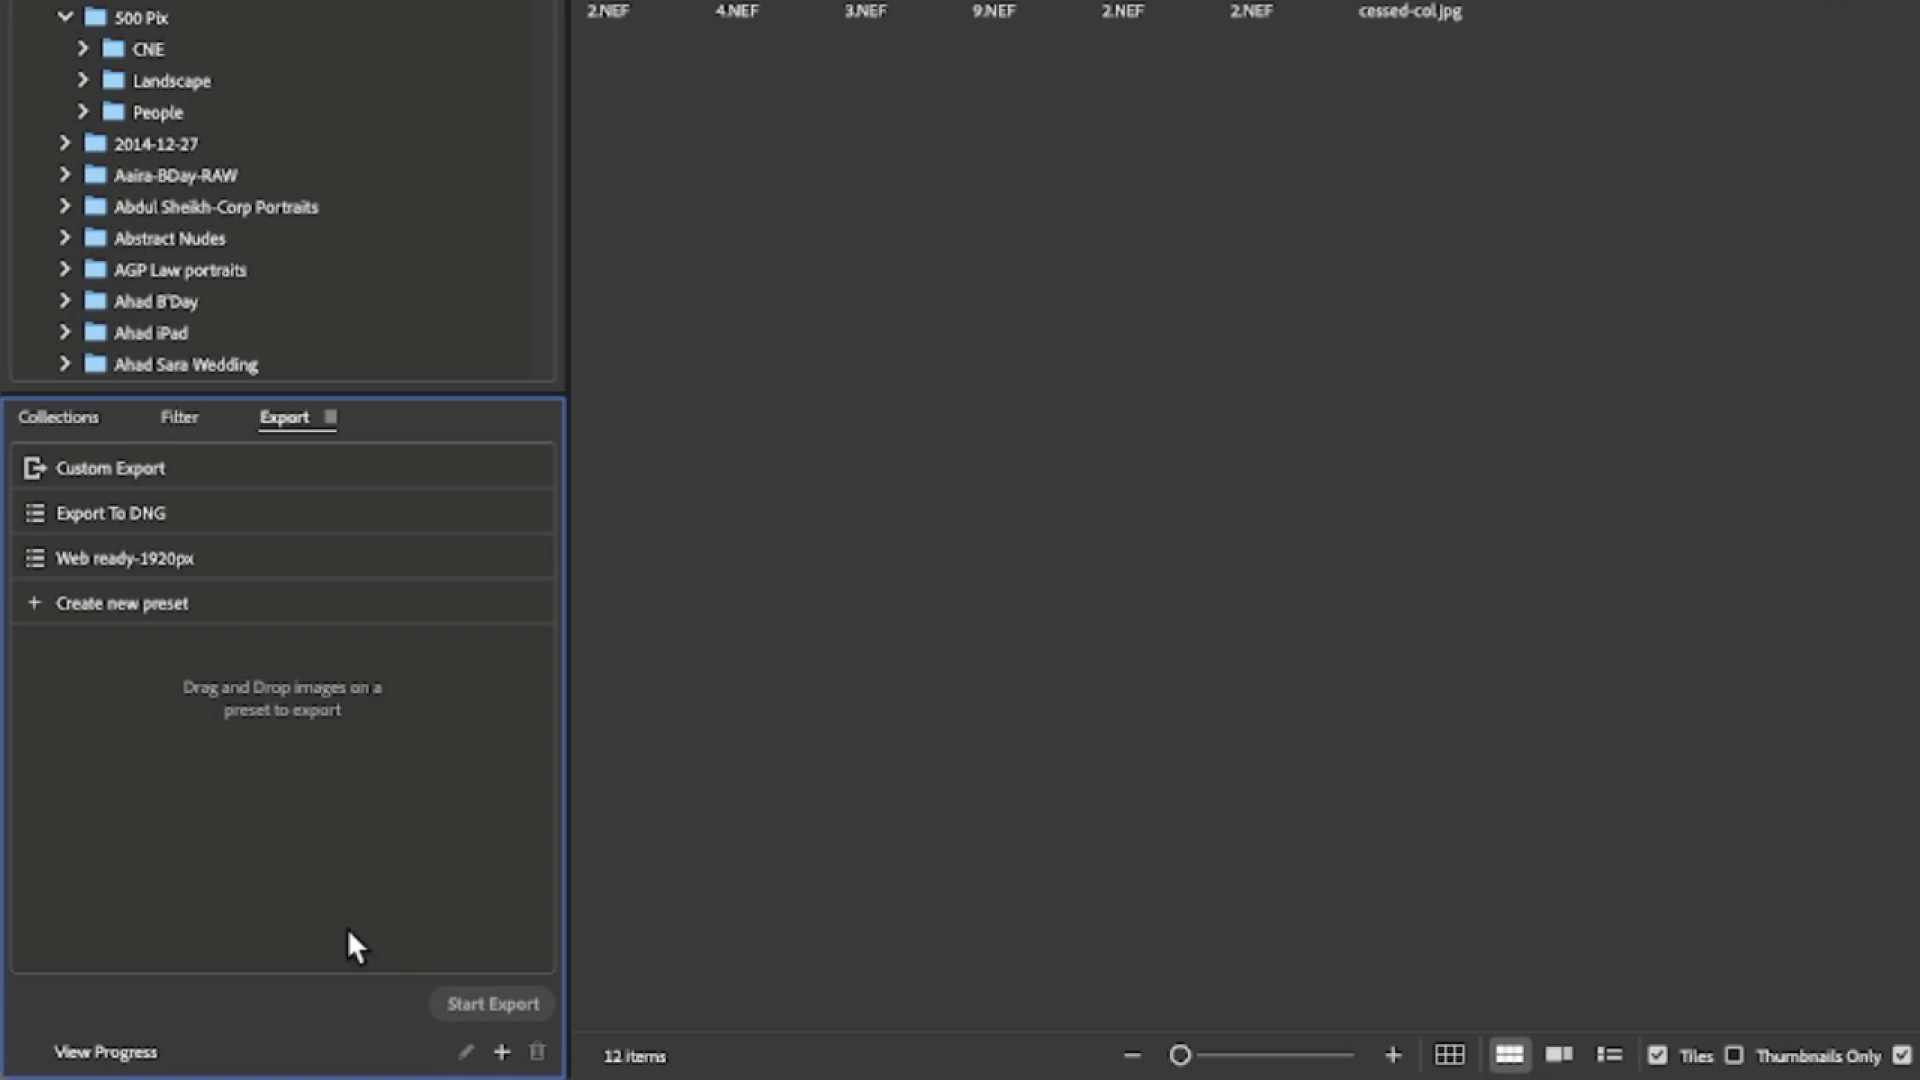 500 Pix
CNE
Landscape
People
2014-12-27
Aaira-BDay-RAW
Abdul Sheikh-Corp Portraits
Abstract Nudes
AGP Law portraits
Ahad B'Day
Ahad iPad
Ahad Sara Wedding
2.NEF 4.NEF 3.NEF 9.NEF 2.NEF 2.NEF cessed-col.jpg
Collections Filter Export
Custom Export
Export To DNG
Web ready-1920px
Create new preset
Drag and Drop images on a
preset to export
Start Export
View Progress
12 items Tiles Thumbnails Only